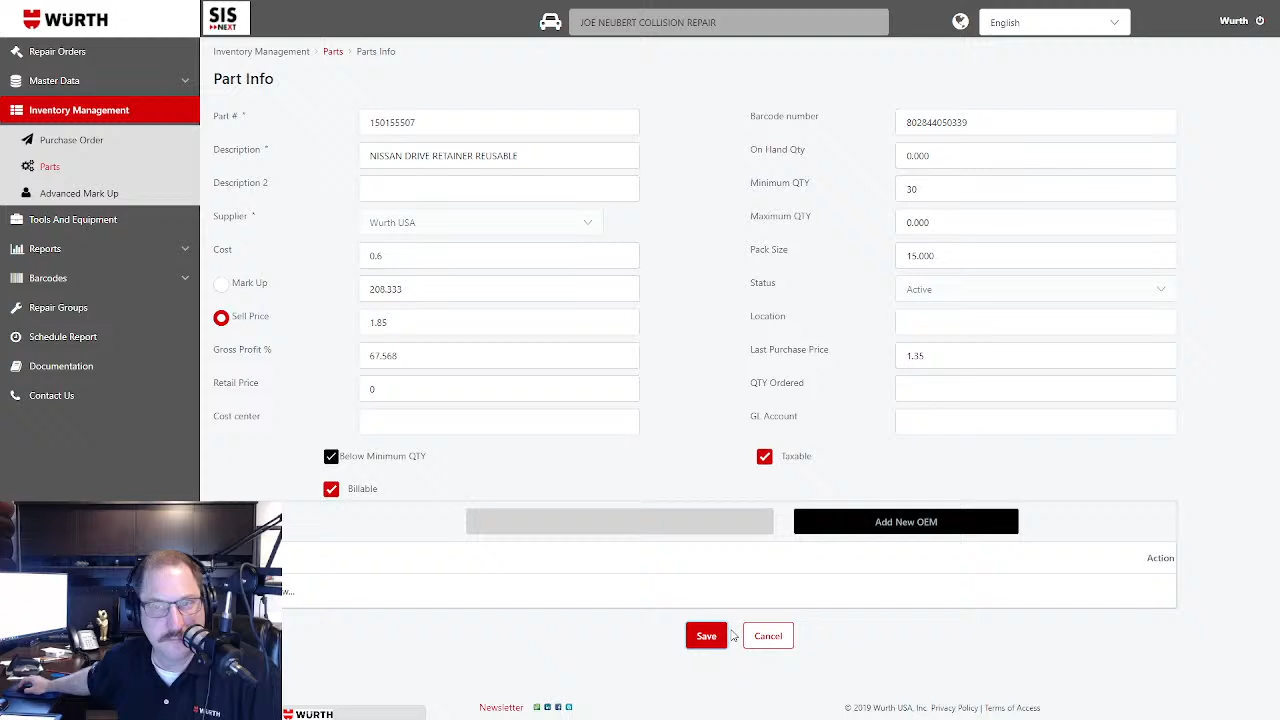 WÜRTH
SIS
NEXT
JOE NEUBERT COLLISION REPAIR
English
Wurth
Repair Orders
Master Data
Inventory Management
Purchase Order
Parts
Advanced Mark Up
Tools And Equipment
Reports
Barcodes
Repair Groups
Schedule Report
Documentation
Contact Us
Inventory Management > Parts > Parts Info
Part Info
Part # *
150155507
Description *
NISSAN DRIVE RETAINER REUSABLE
Description 2
Supplier *
Wurth USA
Cost
0.6
Mark Up
208.333
Sell Price
1.85
Gross Profit %
67.568
Retail Price
0
Cost center
Barcode number
802844050339
On Hand Qty
0.000
Minimum QTY
30
Maximum QTY
0.000
Pack Size
15.000
Status
Active
Location
Last Purchase Price
1.35
QTY Ordered
GL Account
Below Minimum QTY
Taxable
Billable
Add New OEM
Action
w...
Save
Cancel
WÜRTH
WÜRTH
Newsletter
© 2019 Wurth USA, Inc. Privacy Policy | Terms of Access